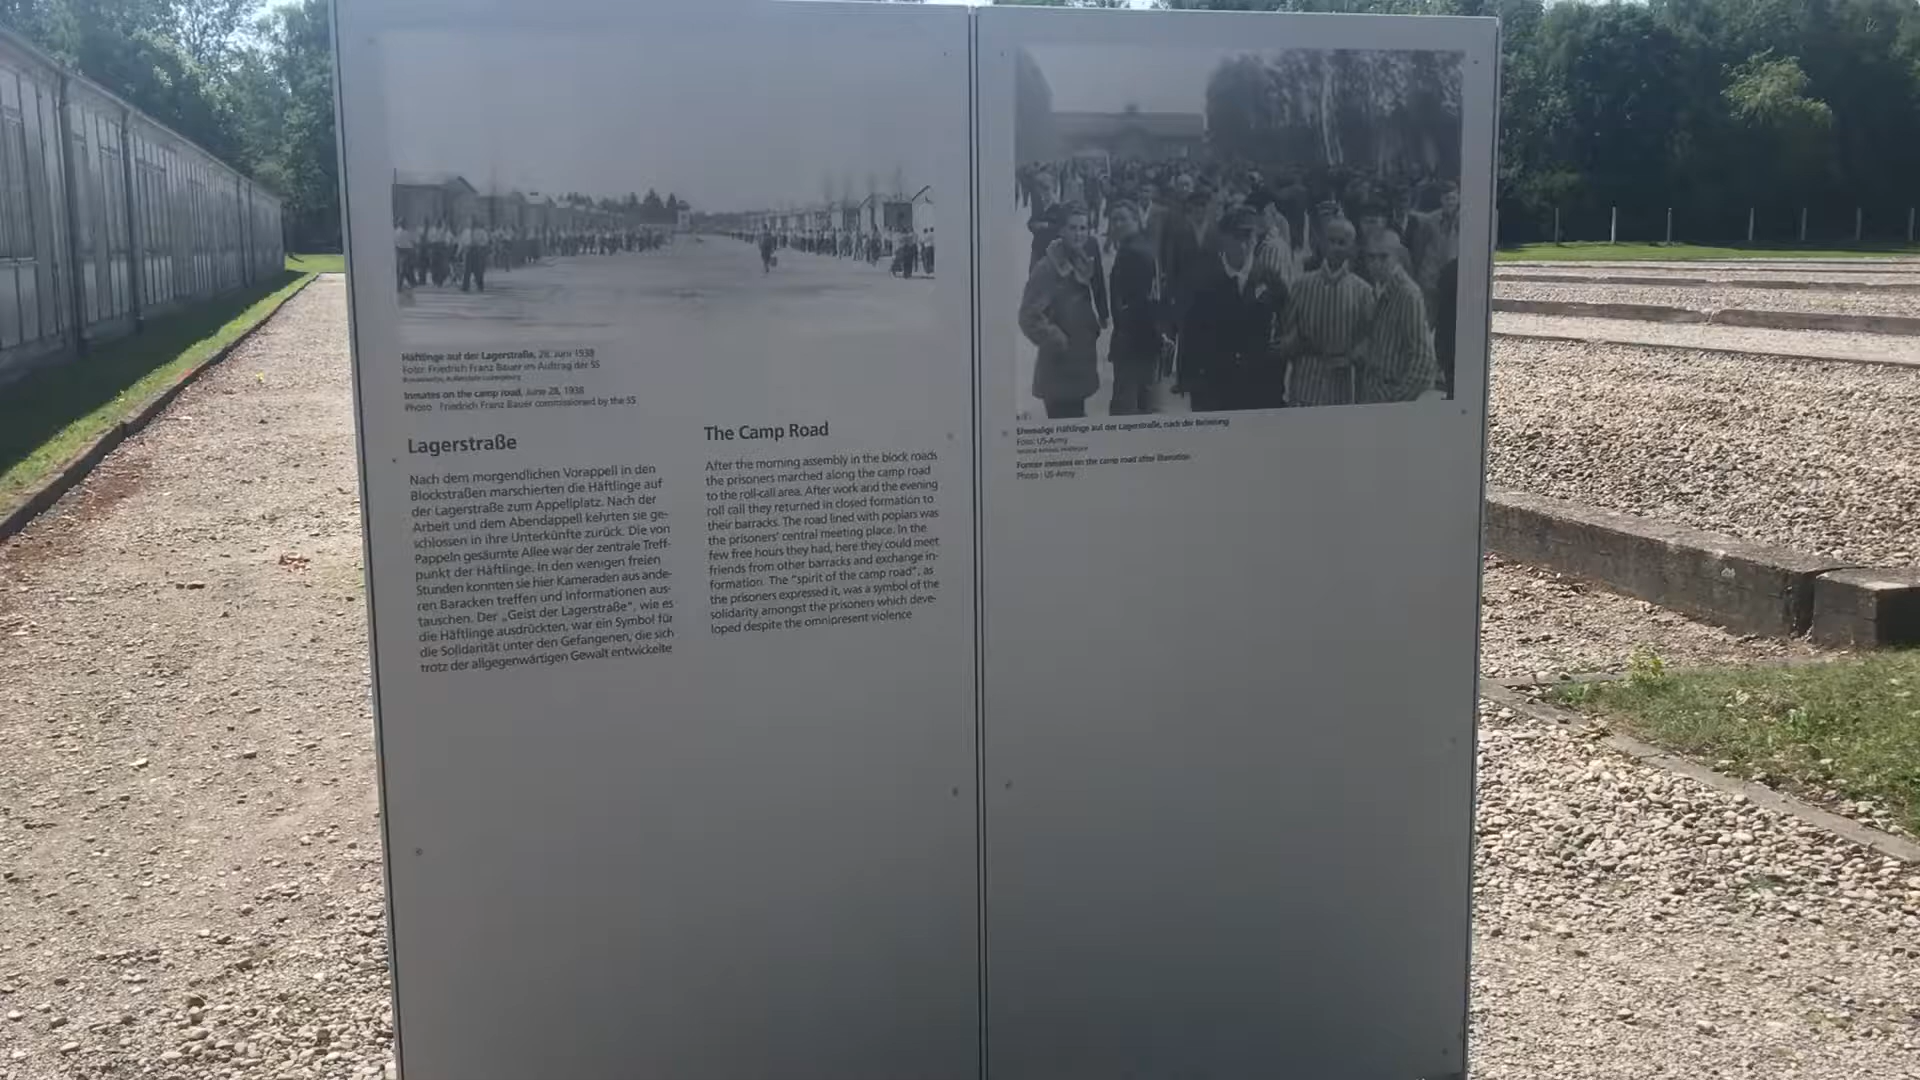 Häftlinge auf der Lagerstraße, 28. Juni 1938
Foto: Friedrich Franz Bauer im Auftrag der SS
Inmates on the camp road, June 28, 1938
Photo: Friedrich Franz Bauer commissioned by the SS
Lagerstraße
Nach dem morgendlichen Vorappell in den
Blockstraßen marschierten die Häftlinge auf
der Lagerstraße zum Appellplatz. Nach der
Arbeit und dem Abendappell kehrten sie ge-
schlossen in ihre Unterkünfte zurück. Die von
Pappeln gesäumte Allee war der zentrale Treff-
punkt der Häftlinge. In den wenigen freien
Stunden konnten sie hier Kameraden aus ande-
ren Baracken treffen und Informationen aus-
tauschen. Der „Geist der Lagerstraße“, wie es
die Häftlinge ausdrückten, war ein Symbol für
die Solidarität unter den Gefangenen, die sich
trotz der allgegenwärtigen Gewalt entwickelte
The Camp Road
After the morning assembly in the block roads
the prisoners marched along the camp road
to the roll-call area. After work and the evening
roll call they returned in closed formation to
their barracks. The road lined with poplars was
the prisoners' central meeting place. In the
few free hours they had, here they could meet
friends from other barracks and exchange in-
formation. The "spirit of the camp road", as
the prisoners expressed it, was a symbol of the
solidarity amongst the prisoners which deve-
loped despite the omnipresent violence
Ehemalige Häftlinge auf der Lagerstraße, nach der Befreiung
Foto: US-Army
Former inmates on the camp road after liberation
Photo: US-Army